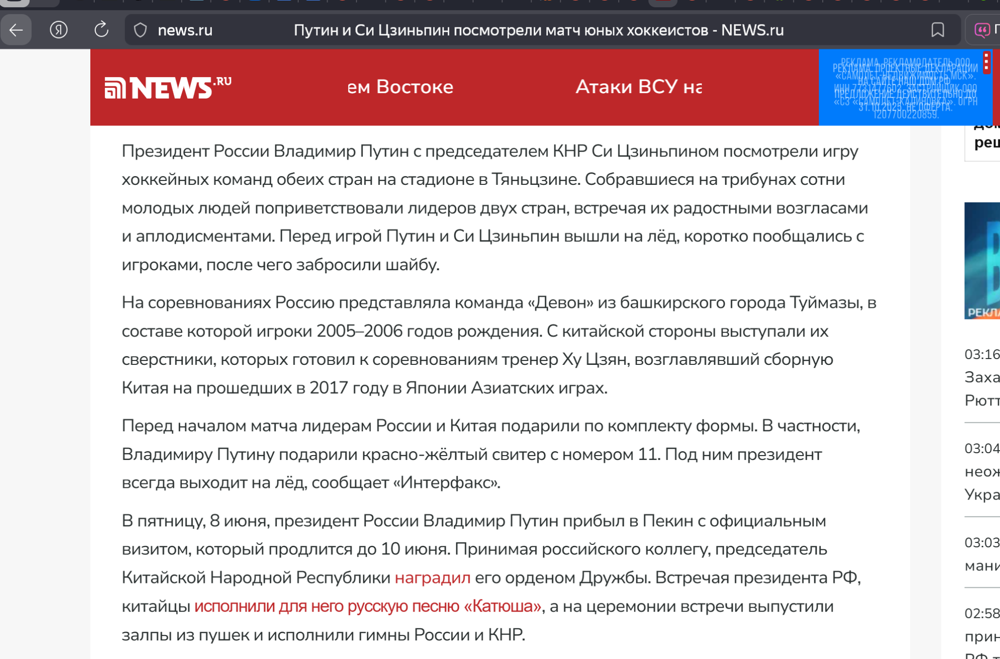 news.ru
Путин и Си Цзиньпин посмотрели матч юных хоккеистов - NEWS.ru
NEWS.RU
ем Востоке
Атаки ВСУ на
Президент России Владимир Путин с председателем КНР Си Цзиньпином посмотрели игру
хоккейных команд обеих стран на стадионе в Тяньцзине. Собравшиеся на трибунах сотни
молодых людей поприветствовали лидеров двух стран, встречая их радостными возгласами
и аплодисментами. Перед игрой Путин и Си Цзиньпин вышли на лёд, коротко пообщались с
игроками, после чего забросили шайбу.
На соревнованиях Россию представляла команда «Девон» из башкирского города Туймазы, в
составе которой игроки 2005–2006 годов рождения. С китайской стороны выступали их
сверстники, которых готовил к соревнованиям тренер Ху Цзян, возглавлявший сборную
Китая на прошедших в 2017 году в Японии Азиатских играх.
Перед началом матча лидерам России и Китая подарили по комплекту формы. В частности,
Владимиру Путину подарили красно-жёлтый свитер с номером 11. Под ним президент
всегда выходит на лёд, сообщает «Интерфакс».
В пятницу, 8 июня, президент России Владимир Путин прибыл в Пекин с официальным
визитом, который продлится до 10 июня. Принимая российского коллегу, председатель
Китайской Народной Республики наградил его орденом Дружбы. Встречая президента РФ,
китайцы исполнили для него русскую песню «Катюша», а на церемонии встречи выпустили
залпы из пушек и исполнили гимны России и КНР.
реш
03:16
Заха
Рютт
03:04
неож
Укра
03:03
мани
02:58
прин